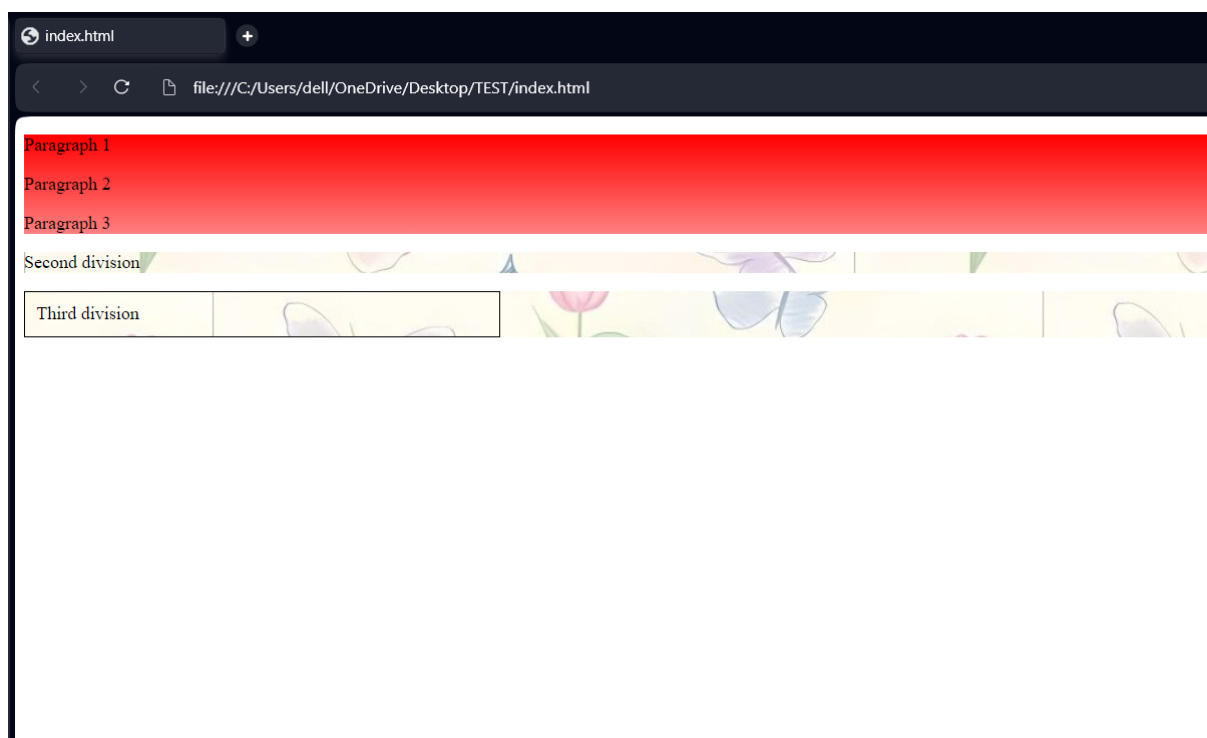 index.html
file:///C:/Users/dell/OneDrive/Desktop/TEST/index.html
Paragraph 1
Paragraph 2
Paragraph 3
Second division
Third division